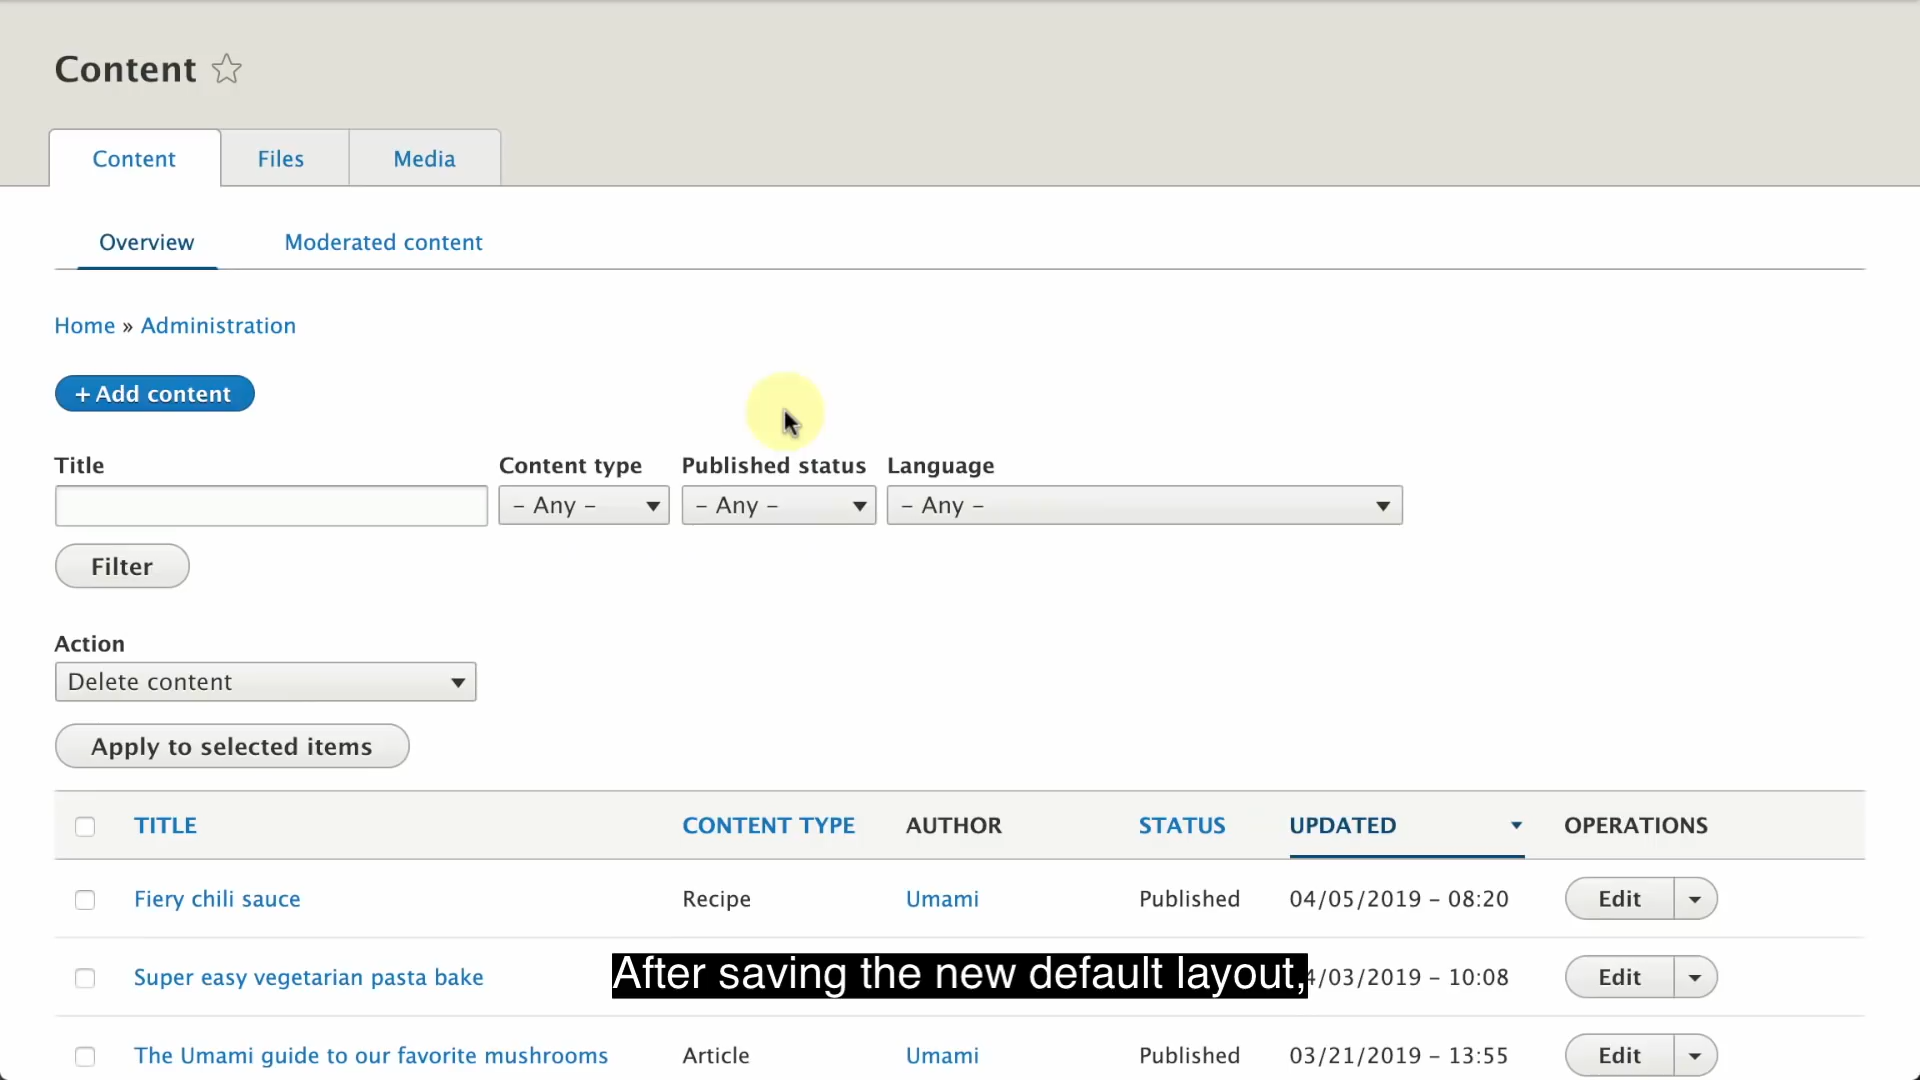 Content
Content Files Media
Overview Moderated content
Home » Administration
+ Add content
Title Content type Published status Language
– Any – – Any – – Any –
Filter
Action
Delete content
Apply to selected items
TITLE CONTENT TYPE AUTHOR STATUS UPDATED OPERATIONS
Fiery chili sauce Recipe Umami Published 04/05/2019 – 08:20 Edit
Super easy vegetarian pasta bake /03/2019 – 10:08 Edit
After saving the new default layout,
The Umami guide to our favorite mushrooms Article Umami Published 03/21/2019 – 13:55 Edit